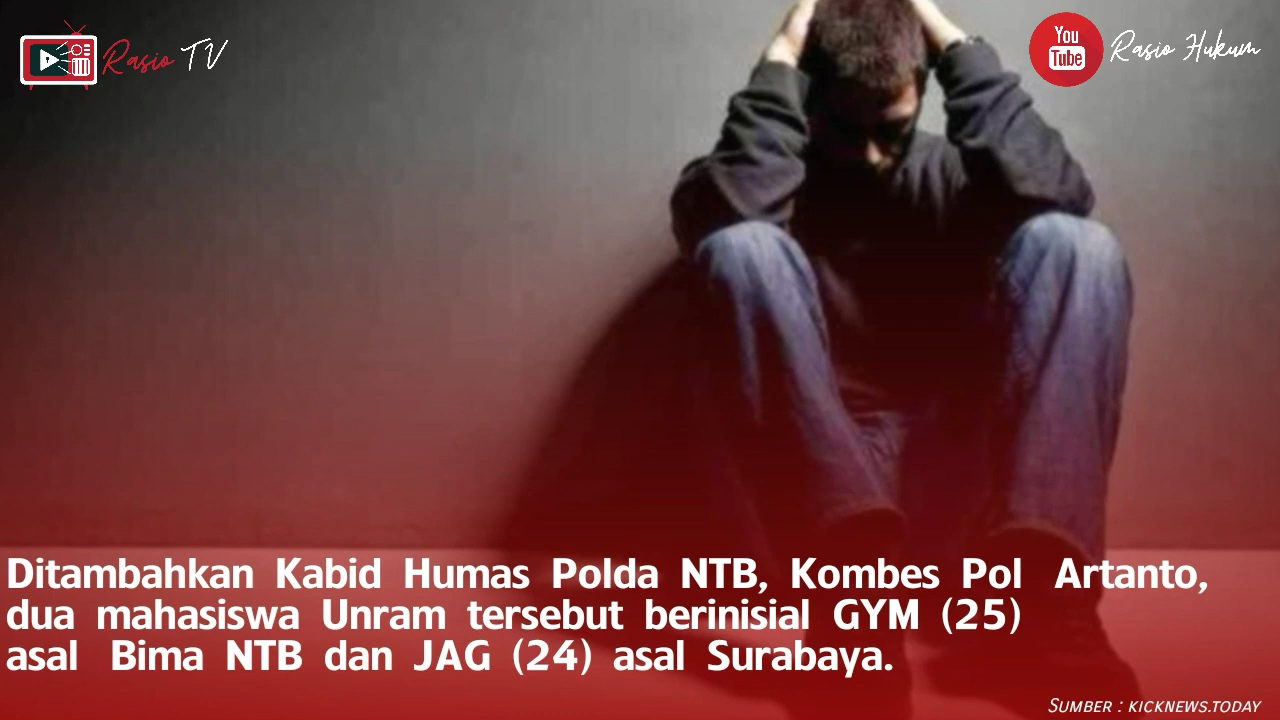 Rasio TV
You
Tube
Rasio Hukum
Ditambahkan Kabid Humas Polda NTB, Kombes Pol Artanto,
dua mahasiswa Unram tersebut berinisial GYM (25)
asal Bima NTB dan JAG (24) asal Surabaya.
Sumber : kicknews.today